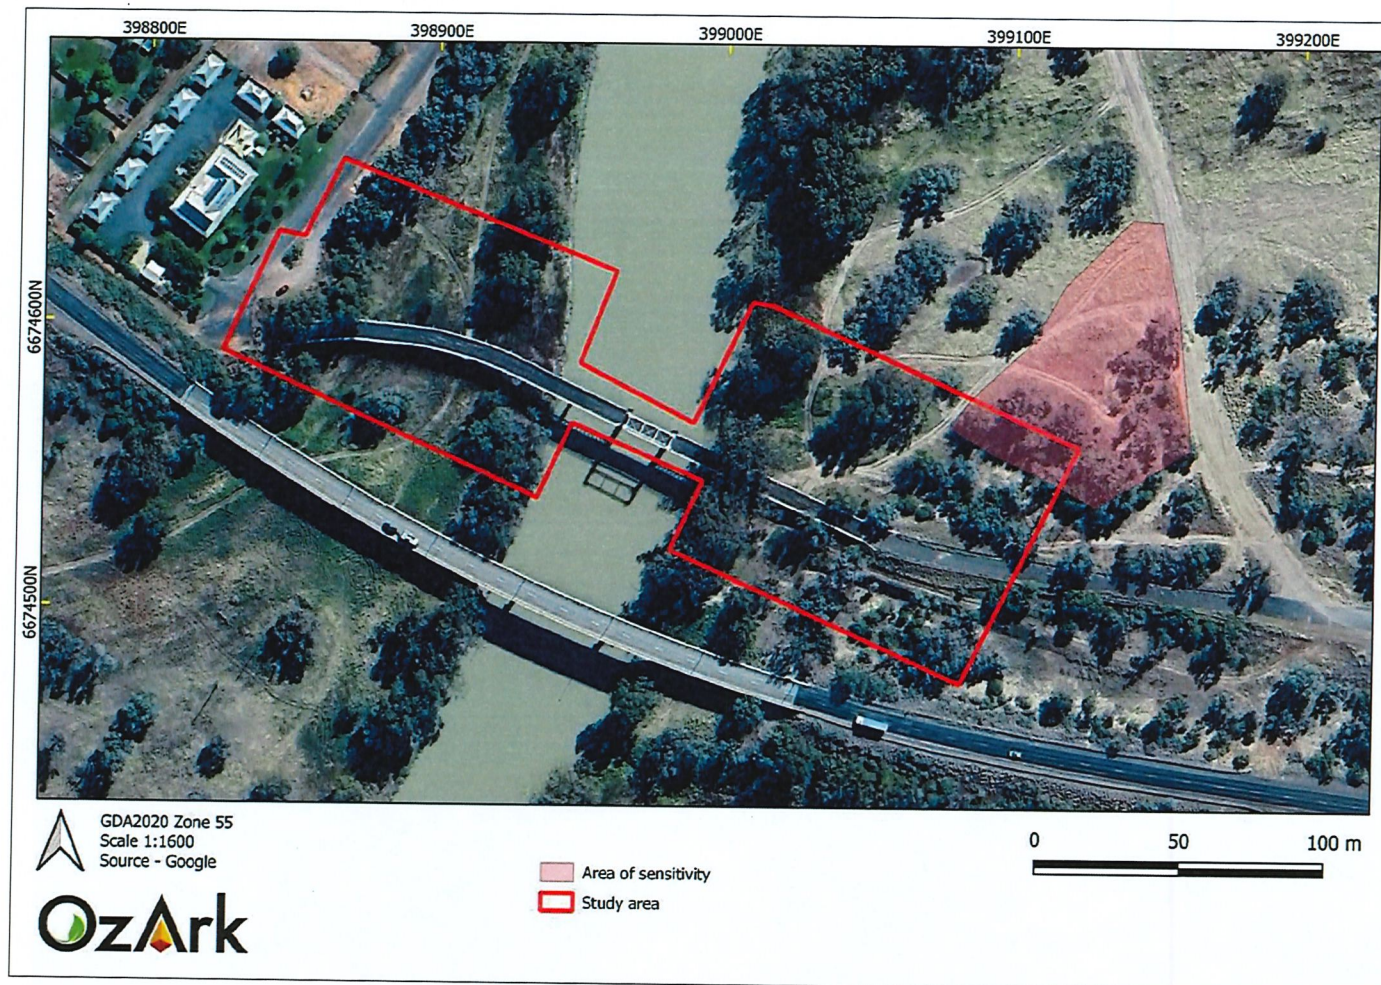 398800E
398900E
399000E
399100E
399200E
6674600N
6674500N
GDA2020 Zone 55
Scale 1:1600
Source - Google
0
50
100 m
Area of sensitivity
Study area
OzArk